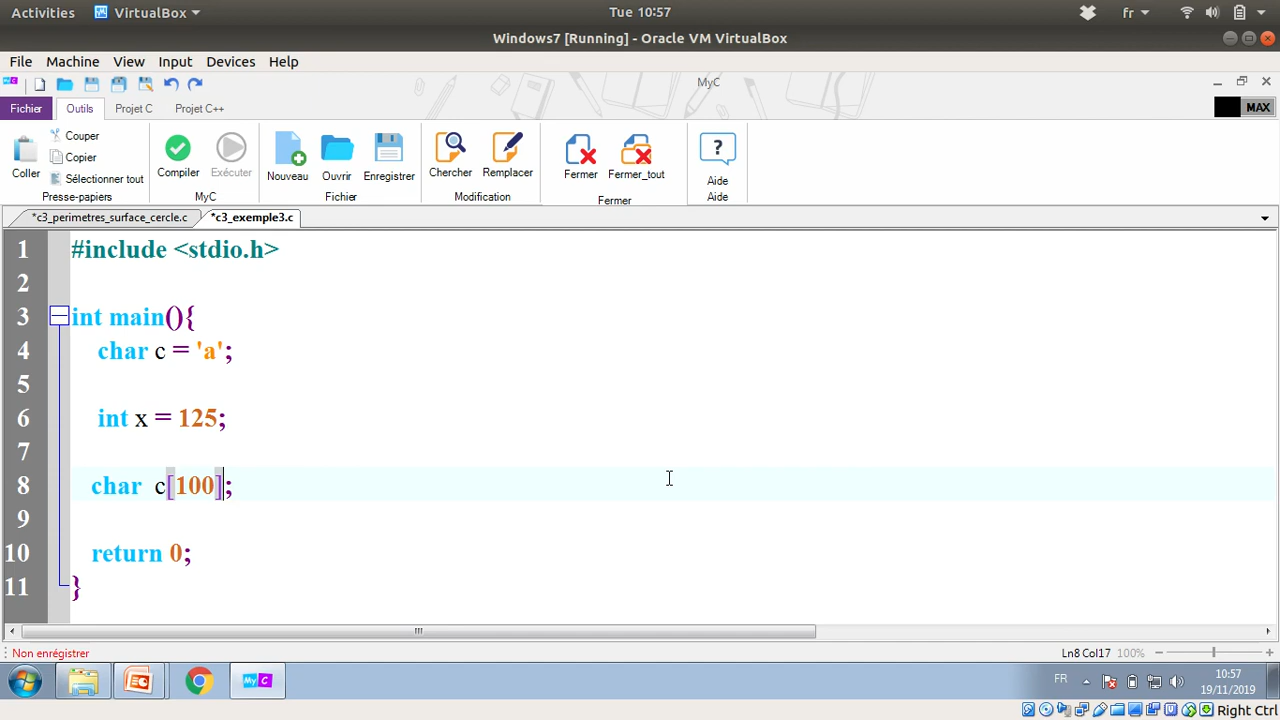 Activities VirtualBox Tue 10:57 fr
Windows7 [Running] - Oracle VM VirtualBox
File Machine View Input Devices Help
MyC
Fichier Outils Projet C Projet C++ MAX
Coller Couper Copier Sélectionner tout
Presse-papiers
Compiler Exécuter
MyC
Nouveau Ouvrir Enregistrer
Fichier
Chercher Remplacer
Modification
Fermer Fermer_tout
Fermer
Aide
Aide
*c3_perimetres_surface_cercle.c *c3_exemple3.c
1 #include <stdio.h>
2
3 int main(){
4 char c = 'a';
5
6 int x = 125;
7
8 char c[100];
9
10 return 0;
11 }
Non enrégistrer Ln8 Col17 100%
MyC FR 10:57
19/11/2019
Right Ctrl